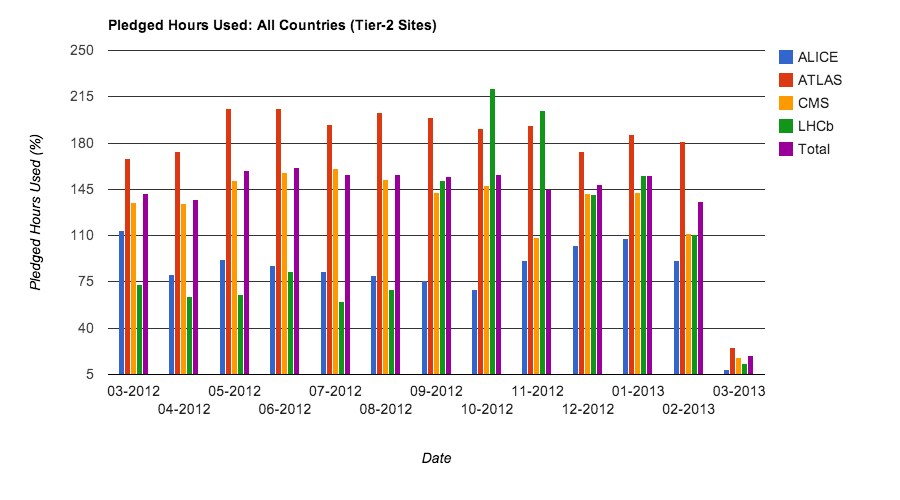 Pledged Hours Used: All Countries (Tier-2 Sites)
250
215
180
145
110
75
40
5
Pledged Hours Used (%)
ALICE
ATLAS
CMS
LHCb
Total
03-2012 05-2012 07-2012 09-2012 11-2012 01-2013 03-2013
04-2012 06-2012 08-2012 10-2012 12-2012 02-2013
Date